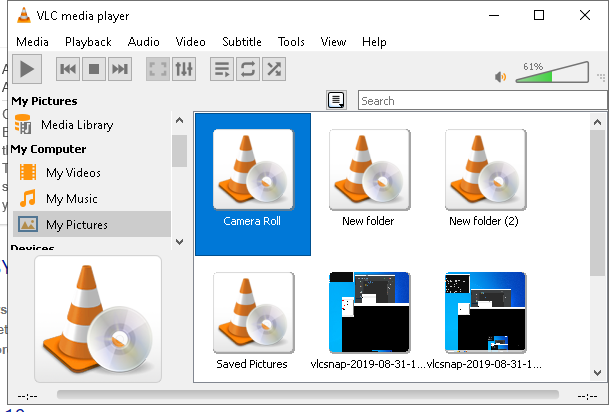 VLC media player
Media Playback Audio Video Subtitle Tools View Help
61%
My Pictures
Search
Media Library
My Computer
My Videos
My Music
My Pictures
Devices
Camera Roll
New folder
New folder (2)
Saved Pictures
vlcsnap-2019-08-31-1...
vlcsnap-2019-08-31-1...
--:--
--:--